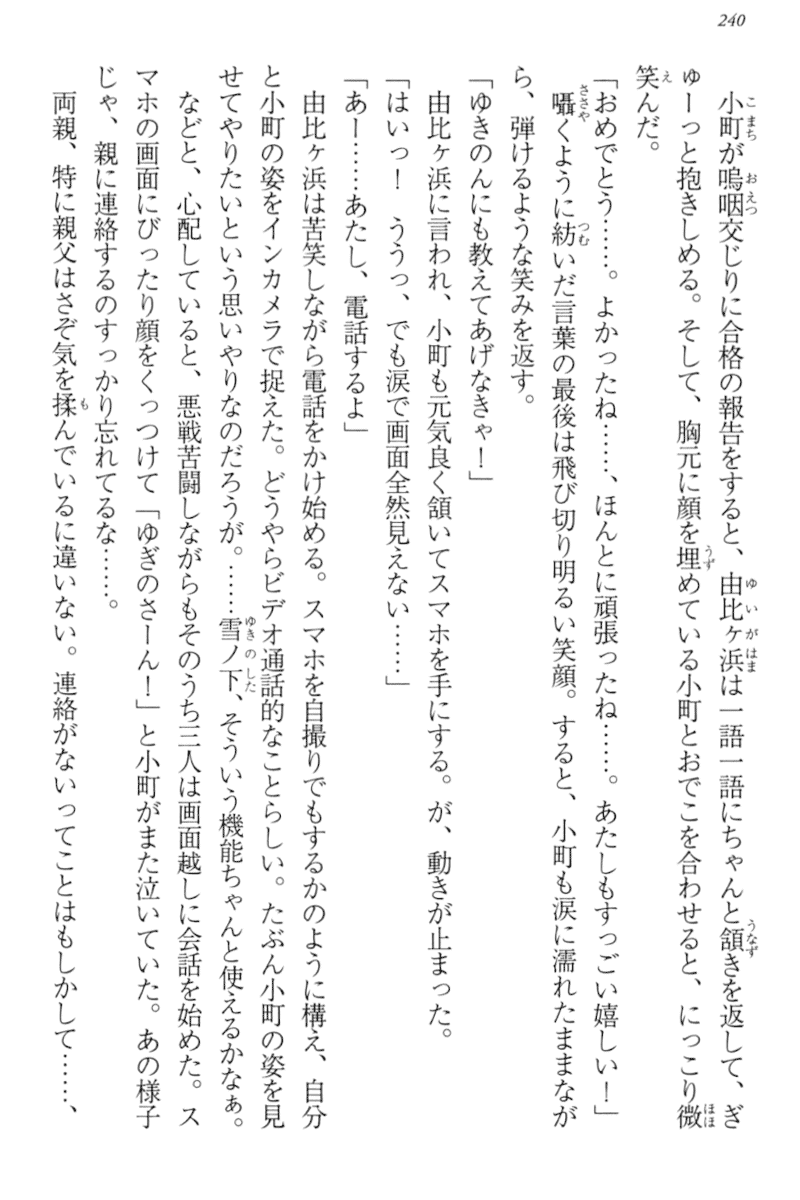 240
小町が嗚咽交じりに合格の報告をすると、由比ヶ浜は一語一語にちゃんと頷きを返して、ぎ
ゅーっと抱きしめる。そして、胸元に顔を埋めている小町とおでこを合わせると、にっこり微
笑んだ。
「おめでとう……。よかったね……、ほんとに頑張ったね……。あたしもすっごい嬉しい！」
囁くように紡いだ言葉の最後は飛び切り明るい笑顔。すると、小町も涙に濡れたままなが
ら、弾けるような笑みを返す。
「ゆきのんにも教えてあげなきゃ！」
由比ヶ浜に言われ、小町も元気良く頷いてスマホを手にする。が、動きが止まった。
「はいっ！　ううっ、でも涙で画面全然見えない……」
「あー……あたし、電話するよ」
由比ヶ浜は苦笑しながら電話をかけ始める。スマホを自撮りでもするかのように構え、自分
と小町の姿をインカメラで捉えた。どうやらビデオ通話的なことらしい。たぶん小町の姿を見
せてやりたいという思いやりなのだろうが。……雪ノ下、そういう機能ちゃんと使えるかなぁ。
などと、心配していると、悪戦苦闘しながらもそのうち三人は画面越しに会話を始めた。ス
マホの画面にぴったり顔をくっつけて「ゆぎのさーん！」と小町がまた泣いていた。あの様子
じゃ、親に連絡するのすっかり忘れてるな……。
両親、特に親父はさぞ気を揉んでいるに違いない。連絡がないってことはもしかして……、